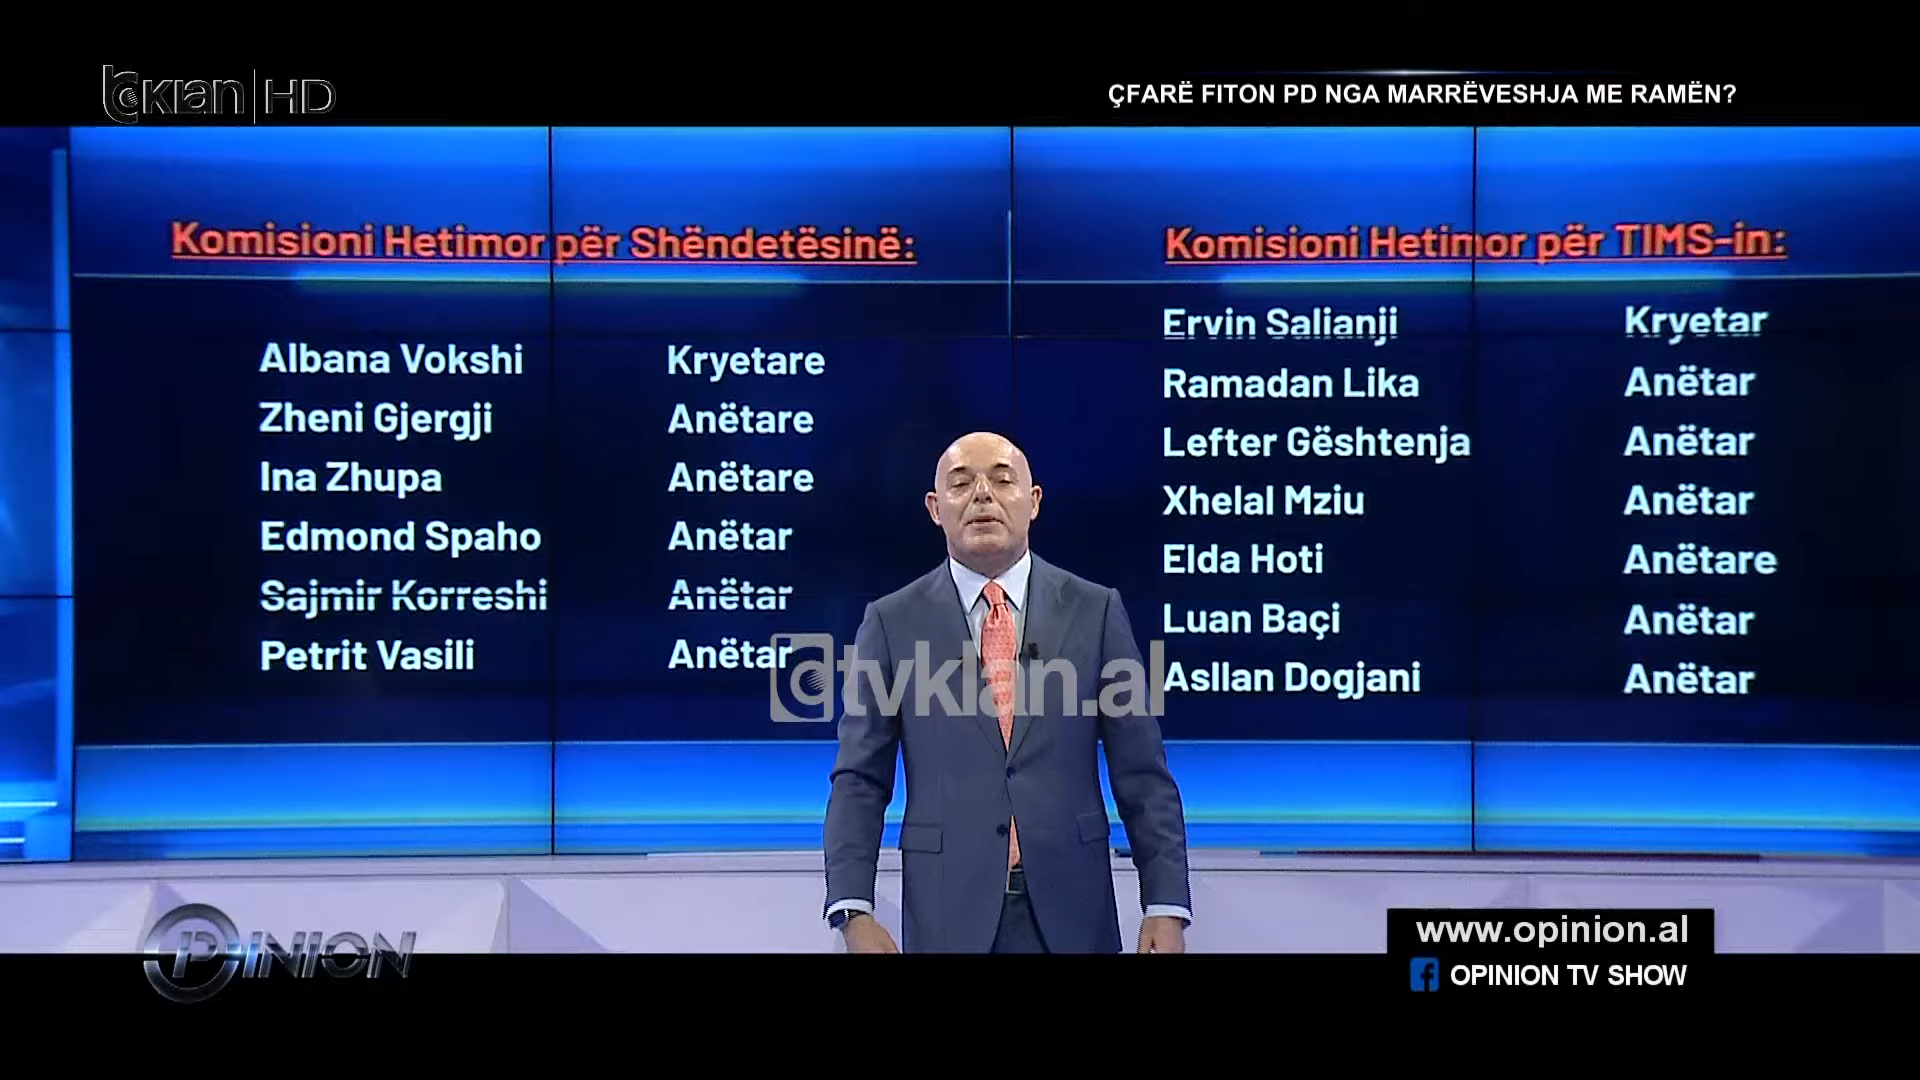 tvKlan HD
ÇFARË FITON PD NGA MARRËVESHJA ME RAMËN?
Komisioni Hetimor për Shëndetësinë:
Albana Vokshi Kryetare
Zheni Gjergji Anëtare
Ina Zhupa Anëtare
Edmond Spaho Anëtar
Sajmir Korreshi Anëtar
Petrit Vasili Anëtar
Komisioni Hetimor për TIMS-in:
Ervin Salianji Kryetar
Ramadan Lika Anëtar
Lefter Gështenja Anëtar
Xhelal Mziu Anëtar
Elda Hoti Anëtare
Luan Baçi Anëtar
Asllan Dogjani Anëtar
tvklan.al
OPINION
www.opinion.al
OPINION TV SHOW